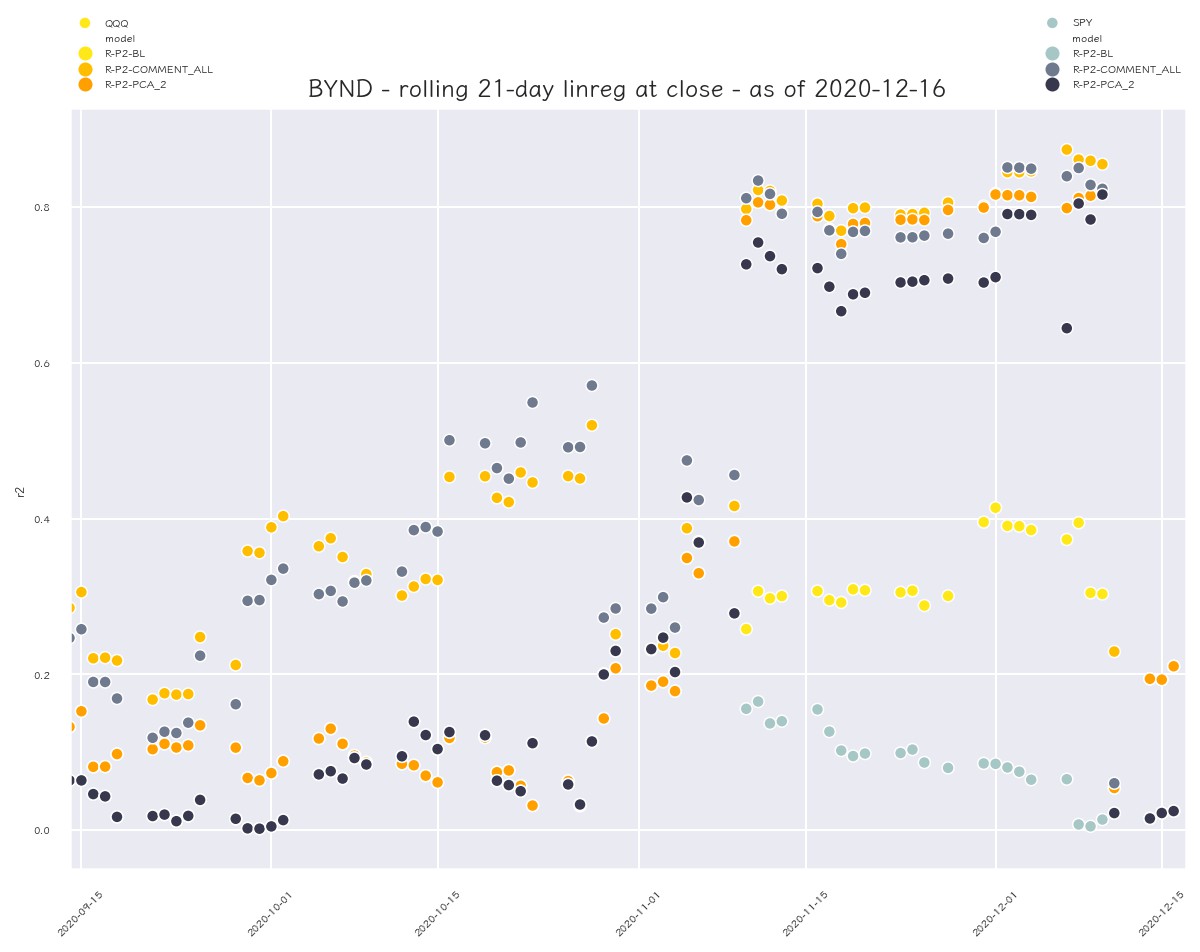 QQQ
model
R-P2-BL
R-P2-COMMENT_ALL
R-P2-PCA_2
SPY
model
R-P2-BL
R-P2-COMMENT_ALL
R-P2-PCA_2
BYND - rolling 21-day linreg at close - as of 2020-12-16
r2
0.8
0.6
0.4
0.2
0.0
2020-09-15
2020-10-01
2020-10-15
2020-11-01
2020-11-15
2020-12-01
2020-12-15